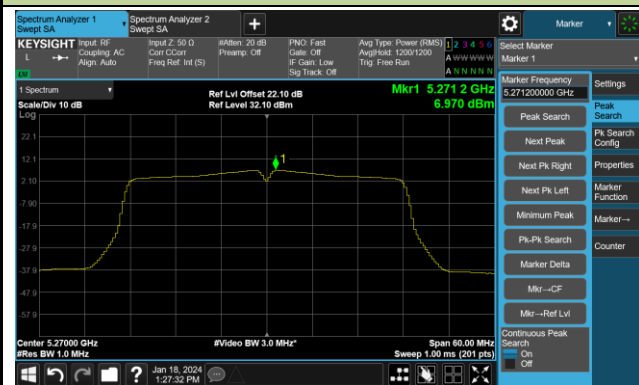 Spectrum Analyzer 1
Swept SA
Spectrum Analyzer 2
Swept SA
+
Marker
KEYSIGHT
L
Input: RF
Coupling: AC
Align: Auto
Input Z: 50 Ω
Corr CCorr
Freq Ref: Int (S)
#Atten: 20 dB
Preamp: Off
PNO: Fast
Gate: Off
IF Gain: Low
Sig Track: Off
Avg Type: Power (RMS)
Avg|Hold: 1200/1200
Trig: Free Run
1 2 3 4 5 6
A W W W W W
A N N N N N
Select Marker
Marker 1
1 Spectrum
Scale/Div 10 dB
Log
Ref Lvl Offset 22.10 dB
Ref Level 32.10 dBm
Mkr1 5.271 2 GHz
6.970 dBm
22.1
12.1
2.10
-7.90
-17.9
-27.9
-37.9
-47.9
-57.9
1
Center 5.27000 GHz
#Res BW 1.0 MHz
#Video BW 3.0 MHz*
Span 60.00 MHz
Sweep 1.00 ms (201 pts)
Marker Frequency
5.271200000 GHz
Peak Search
Next Peak
Next Pk Right
Next Pk Left
Minimum Peak
Pk-Pk Search
Marker Delta
Mkr→CF
Mkr→Ref Lvl
Continuous Peak
Search
On
Off
Settings
Peak
Search
Pk Search
Config
Properties
Marker
Function
Marker→
Counter
?
Jan 18, 2024
1:27:32 PM